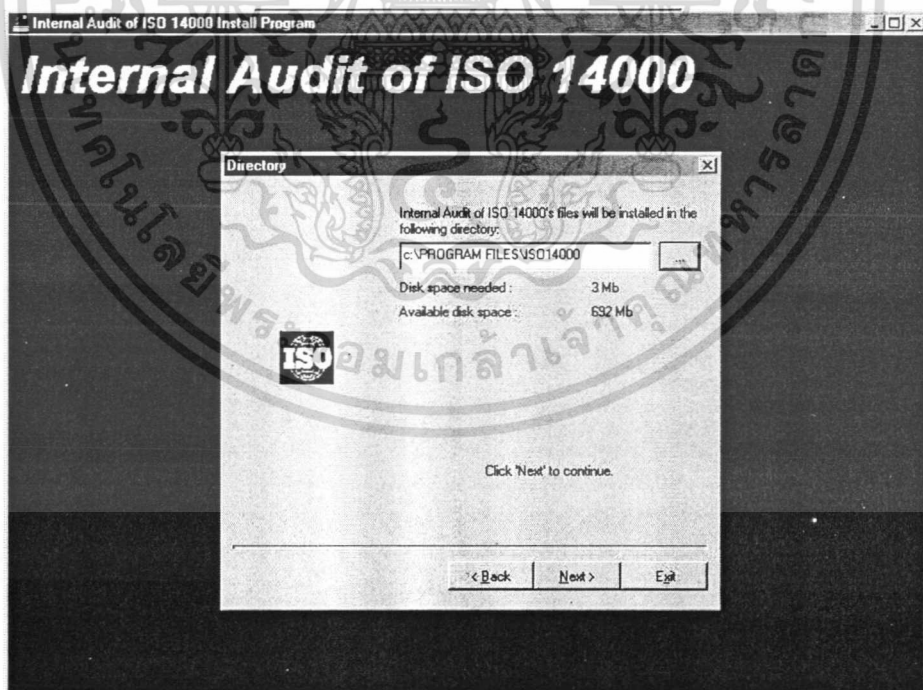 Internal Audit of ISO 14000 Install Program
Internal Audit of ISO 14000
Directory
Internal Audit of ISO 14000's files will be installed in the
following directory:
c:\PROGRAM FILES\ISO14000
...
Disk space needed : 3 Mb
Available disk space : 692 Mb
ISO
Click 'Next' to continue.
< Back Next > Exit